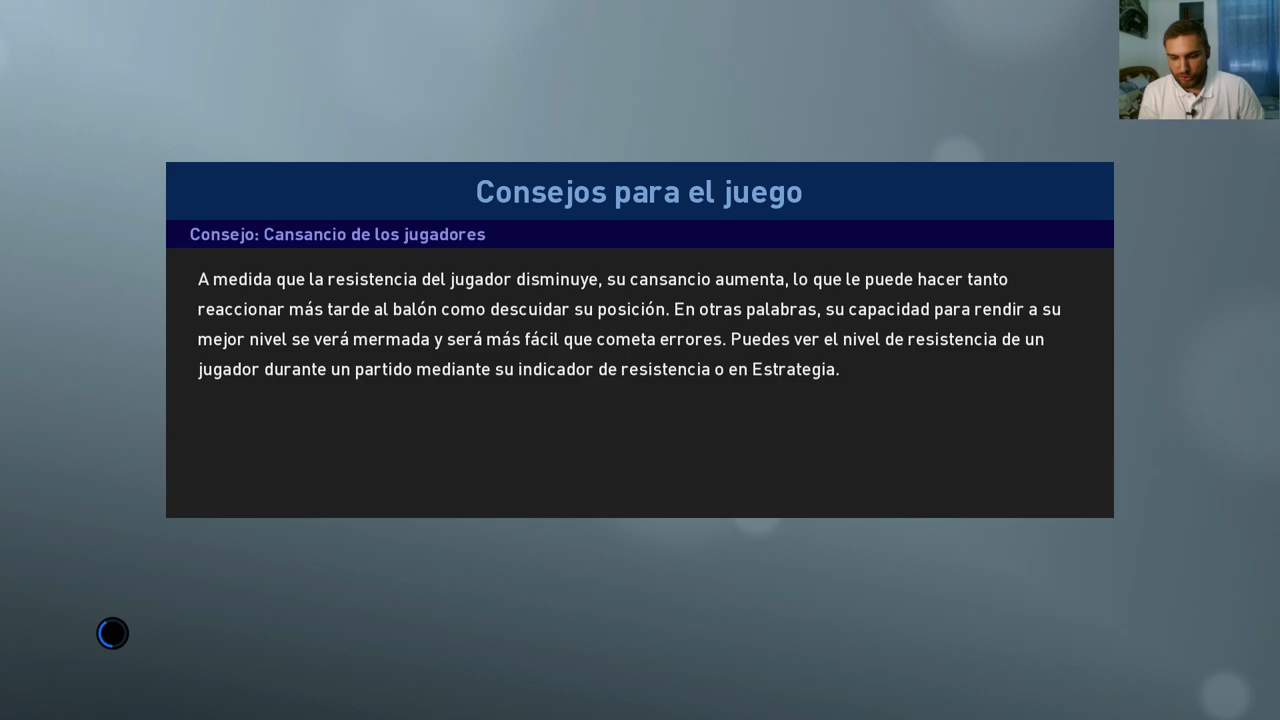 Consejos para el juego
Consejo: Cansancio de los jugadores
A medida que la resistencia del jugador disminuye, su cansancio aumenta, lo que le puede hacer tanto
reaccionar más tarde al balón como descuidar su posición. En otras palabras, su capacidad para rendir a su
mejor nivel se verá mermada y será más fácil que cometa errores. Puedes ver el nivel de resistencia de un
jugador durante un partido mediante su indicador de resistencia o en Estrategia.